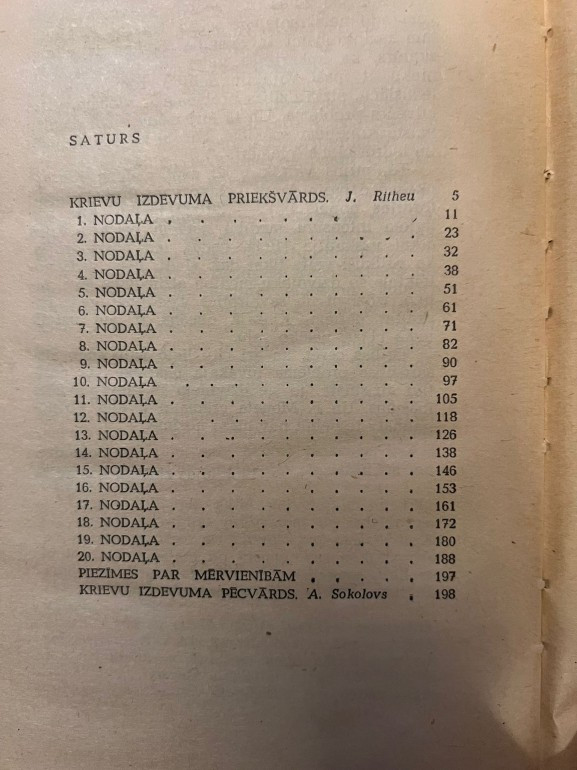 SATURS
KRIEVU IZDEVUMA PRIEKŠVĀRDS. J. Ritheu 5
1. NODAĻA . . . . . . . . . . 11
2. NODAĻA . . . . . . . . . . 23
3. NODAĻA . . . . . . . . . . 32
4. NODAĻA . . . . . . . . . . 38
5. NODAĻA . . . . . . . . . . 51
6. NODAĻA . . . . . . . . . . 61
7. NODAĻA . . . . . . . . . . 71
8. NODAĻA . . . . . . . . . . 82
9. NODAĻA . . . . . . . . . . 90
10. NODAĻA . . . . . . . . . . 97
11. NODAĻA . . . . . . . . . . 105
12. NODAĻA . . . . . . . . . 118
13. NODAĻA . . . . . . . . . . 126
14. NODAĻA . . . . . . . . . . 138
15. NODAĻA . . . . . . . . . . 146
16. NODAĻA . . . . . . . . . . 153
17. NODAĻA . . . . . . . . . . 161
18. NODAĻA . . . . . . . . . . 172
19. NODAĻA . . . . . . . . . . 180
20. NODAĻA . . . . . . . . . . 188
PIEZĪMES PAR MĒRVIENĪBĀM . . . . . 197
KRIEVU IZDEVUMA PĒCVĀRDS. A. Sokolovs . 198